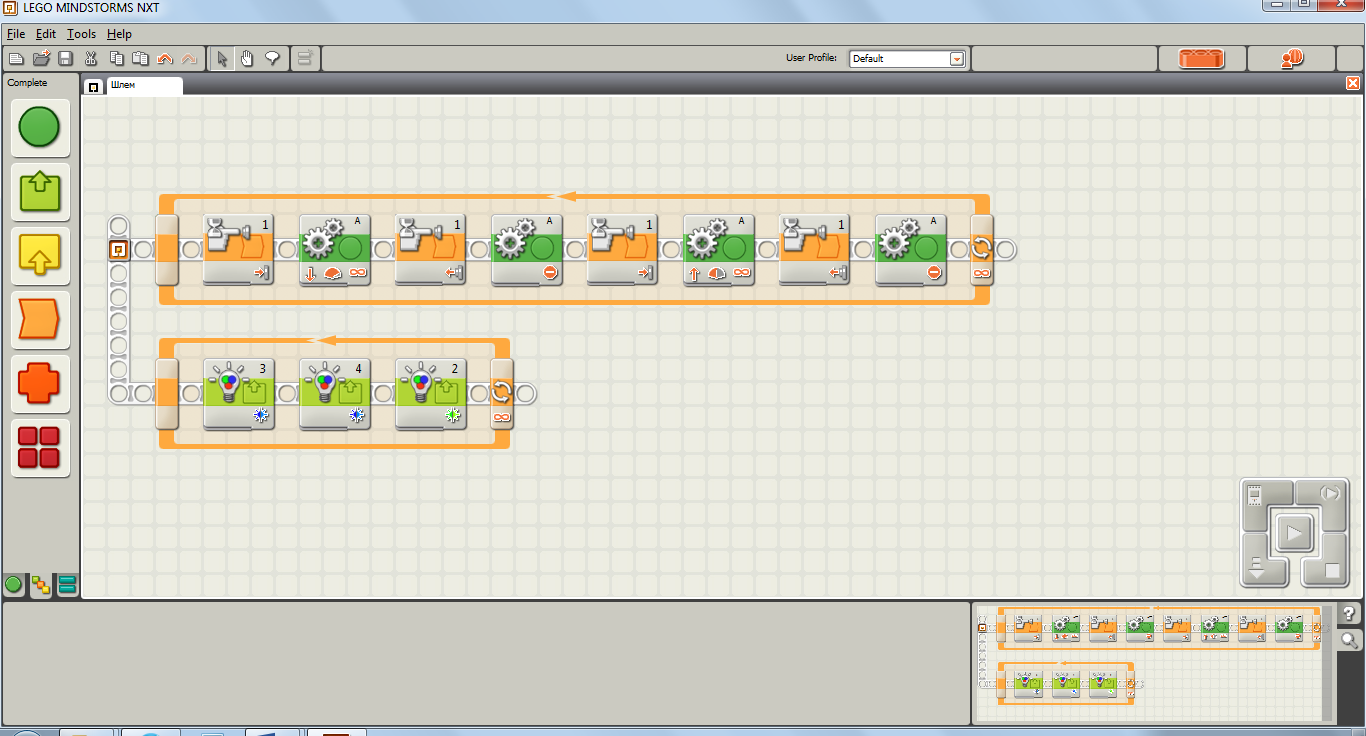 LEGO MINDSTORMS NXT
File Edit Tools Help
User Profile: Default
Complete
Шлем
1 A 1 A 1 A 1 A
3 4 2
?